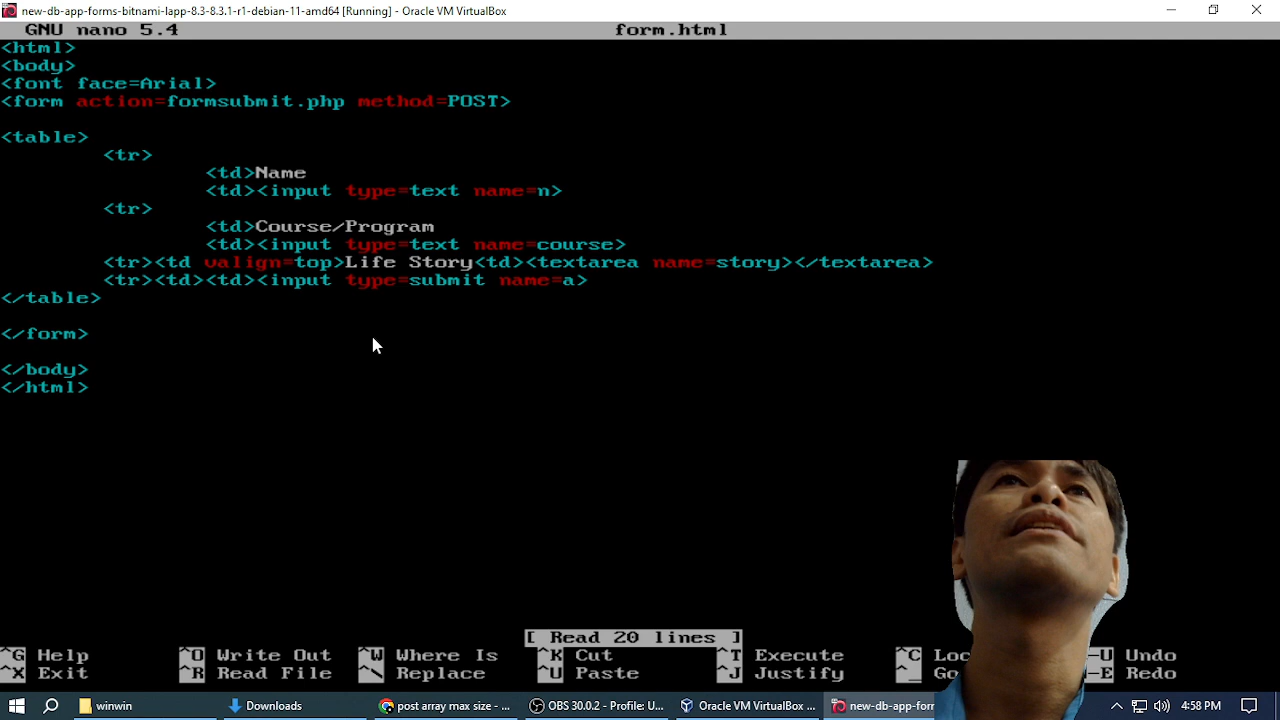 new-db-app-forms-bitnami-lapp-8.3-8.3.1-r1-debian-11-amd64 [Running] - Oracle VM VirtualBox
GNU nano 5.4 form.html
<html>
<body>
<font face=Arial>
<form action=formsubmit.php method=POST>
<table>
<tr>
<td>Name
<td><input type=text name=n>
<tr>
<td>Course/Program
<td><input type=text name=course>
<tr><td valign=top>Life Story<td><textarea name=story></textarea>
<tr><td><td><input type=submit name=a>
</table>
</form>
</body>
</html>
[ Read 20 lines ]
^G Help ^O Write Out ^W Where Is ^K Cut ^T Execute ^C -U Undo
^X Exit ^R Read File ^\ Replace ^U Paste ^J Justify ^_ -E Redo
winwin Downloads post array max size - ... OBS 30.0.2 - Profile: U... Oracle VM VirtualBox ... new-db-app-form 4:58 PM